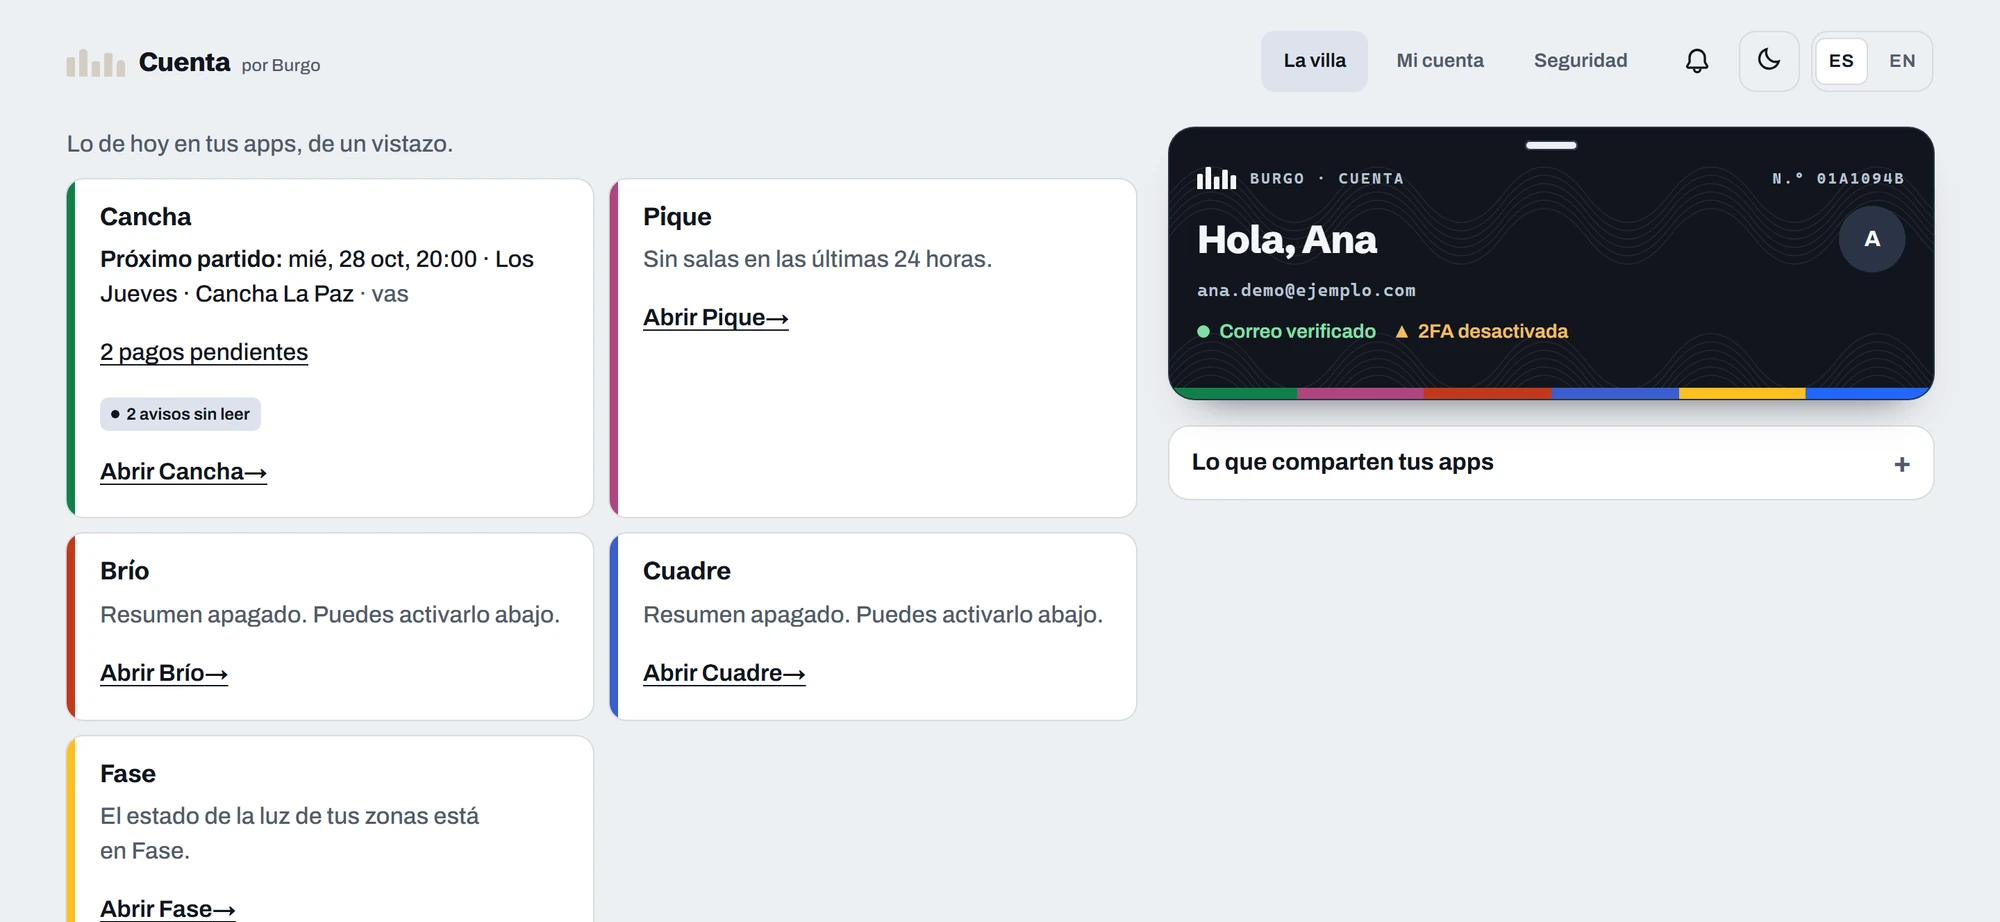 Cuenta por Burgo
La villa
Mi cuenta
Seguridad
ES
EN
Lo de hoy en tus apps, de un vistazo.
Cancha
Próximo partido: mié, 28 oct, 20:00 · Los
Jueves · Cancha La Paz · vas
2 pagos pendientes
2 avisos sin leer
Abrir Cancha→
Pique
Sin salas en las últimas 24 horas.
Abrir Pique→
Brío
Resumen apagado. Puedes activarlo abajo.
Abrir Brío→
Cuadre
Resumen apagado. Puedes activarlo abajo.
Abrir Cuadre→
Fase
El estado de la luz de tus zonas está
en Fase.
Abrir Fase→
BURGO · CUENTA
N.º 01A1094B
Hola, Ana
A
ana.demo@ejemplo.com
Correo verificado
2FA desactivada
Lo que comparten tus apps
+